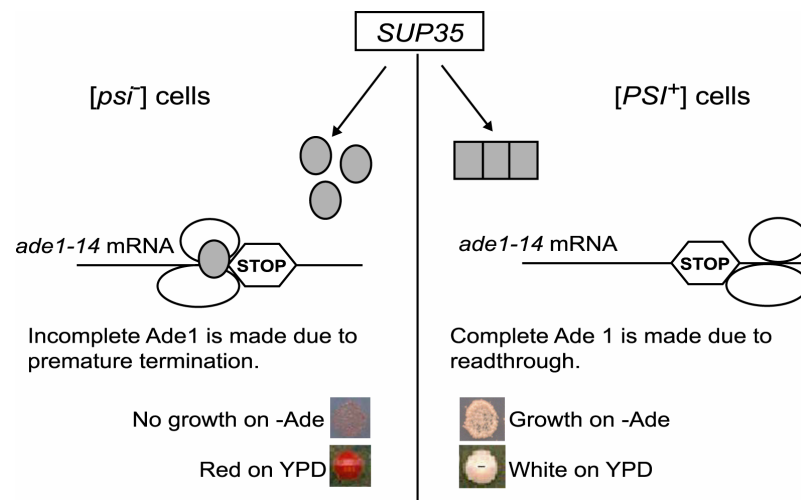 SUP35
[psi⁻] cells
[PSI⁺] cells
ade1-14 mRNA
STOP
ade1-14 mRNA
STOP
Incomplete Ade1 is made due to
premature termination.
Complete Ade 1 is made due to
readthrough.
No growth on -Ade
Growth on -Ade
Red on YPD
White on YPD